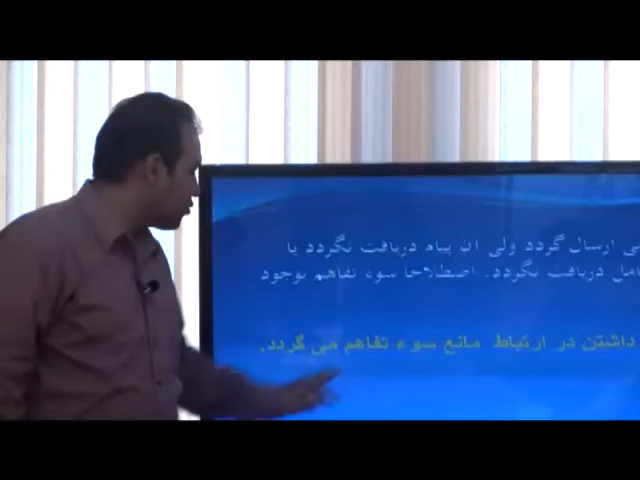 ی ارسال گردد ولی ان پیام دریافت نگردد یا
امل دریافت نگردد. اصطلاحا سوء تفاهم بوجود
داشتن در ارتباط مانع سوء تفاهم می گردد.